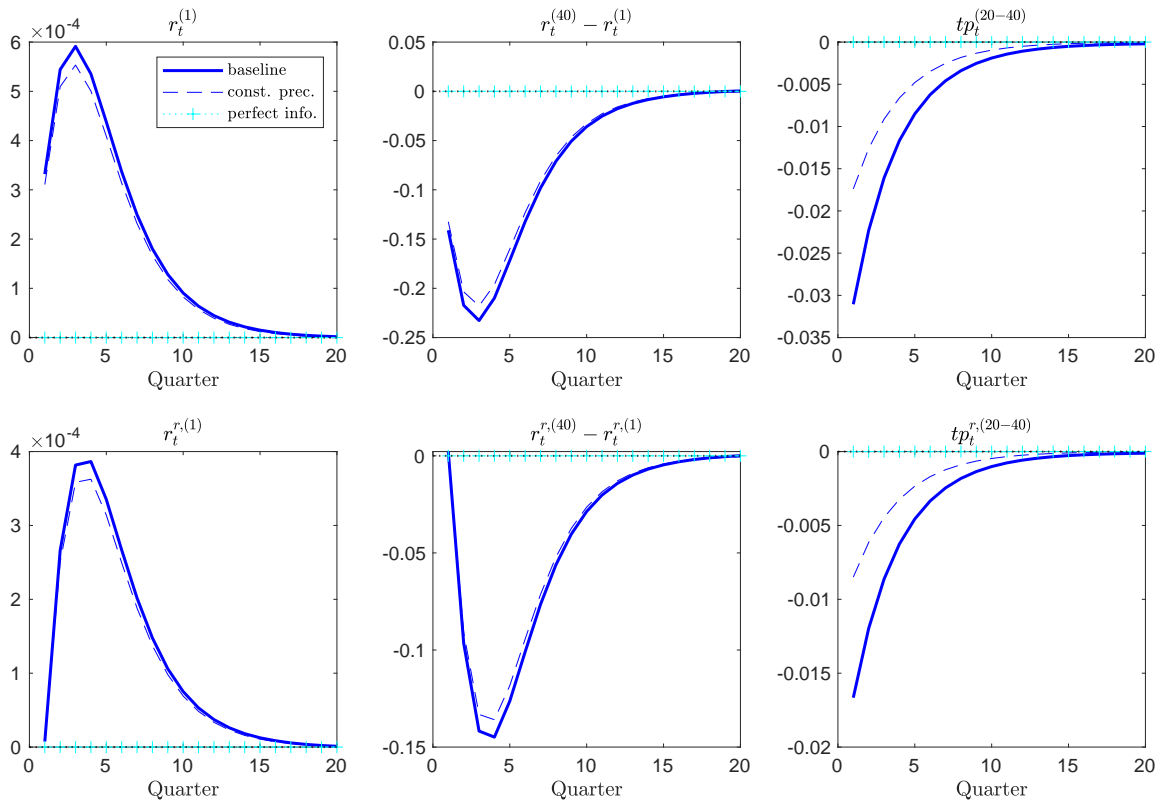 ×10⁻⁴ r_t^{(1)}
6
5
4
3
2
1
0
baseline
const. prec.
perfect info.
0 5 10 15 20
Quarter
r_t^{(40)} − r_t^{(1)}
0.05
0
-0.05
-0.1
-0.15
-0.2
-0.25
0 5 10 15 20
Quarter
tp_t^{(20−40)}
0
-0.005
-0.01
-0.015
-0.02
-0.025
-0.03
-0.035
0 5 10 15 20
Quarter
×10⁻⁴ r_t^{r,(1)}
4
3
2
1
0
0 5 10 15 20
Quarter
r_t^{r,(40)} − r_t^{r,(1)}
0
-0.05
-0.1
-0.15
0 5 10 15 20
Quarter
tp_t^{r,(20−40)}
0
-0.005
-0.01
-0.015
-0.02
0 5 10 15 20
Quarter